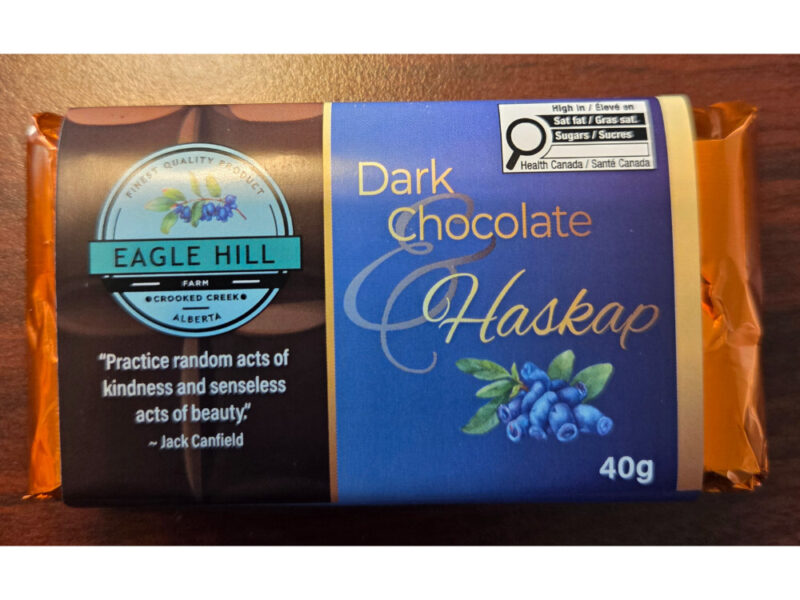 FINEST QUALITY PRODUCT
EAGLE HILL
FARM
CROOKED CREEK
ALBERTA
“Practice random acts of
kindness and senseless
acts of beauty.”
~ Jack Canfield
Dark
Chocolate
&
Haskap
40g
High in / Élevé en
Sat fat / Gras sat.
Sugars / Sucres
Health Canada / Santé Canada